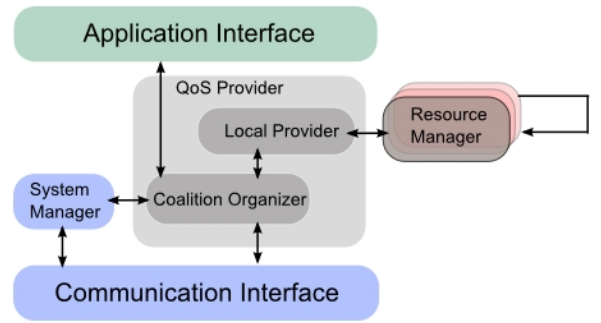 Application Interface
QoS Provider
Local Provider
Resource
Manager
System
Manager
Coalition Organizer
Communication Interface